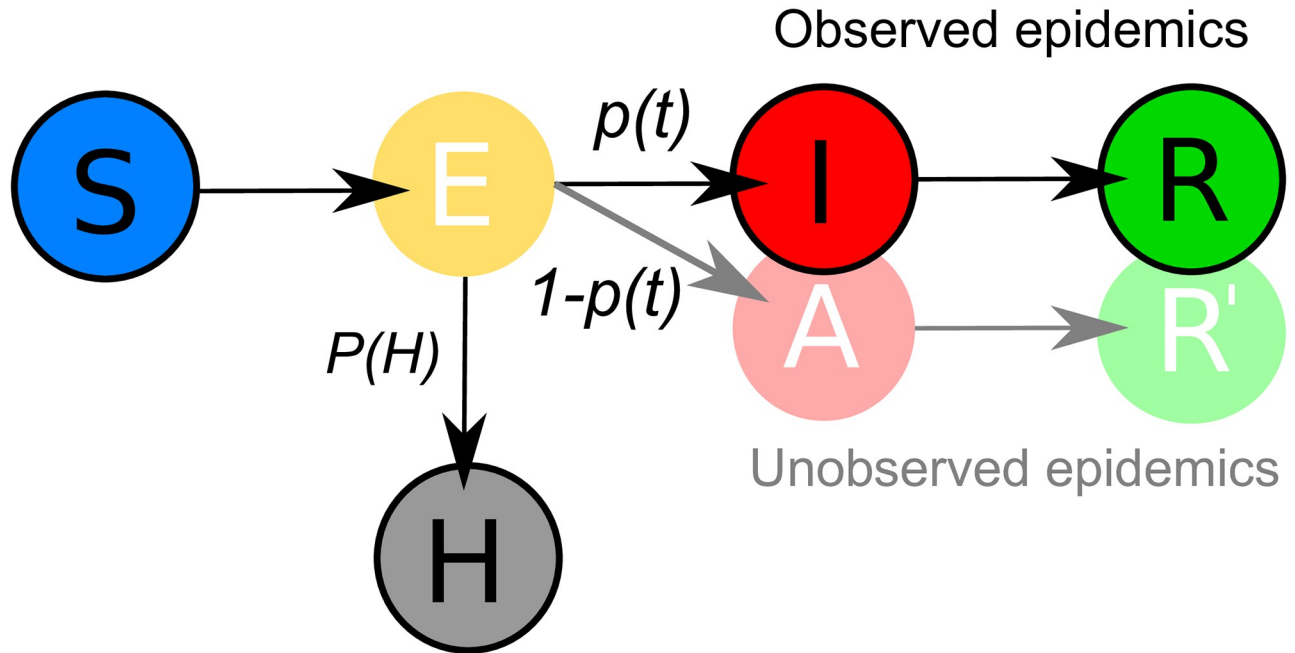 Observed epidemics
S
E
p(t)
I
R
1-p(t)
A
R'
P(H)
Unobserved epidemics
H